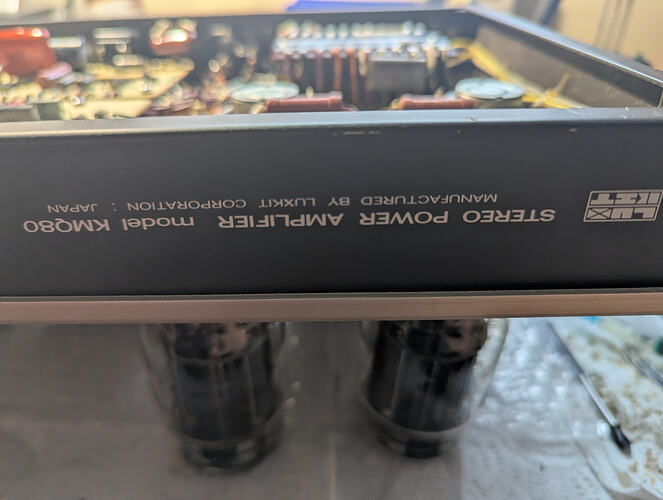 LUX
KIT
STEREO POWER AMPLIFIER model KMQ80
MANUFACTURED BY LUXKIT CORPORATION : JAPAN